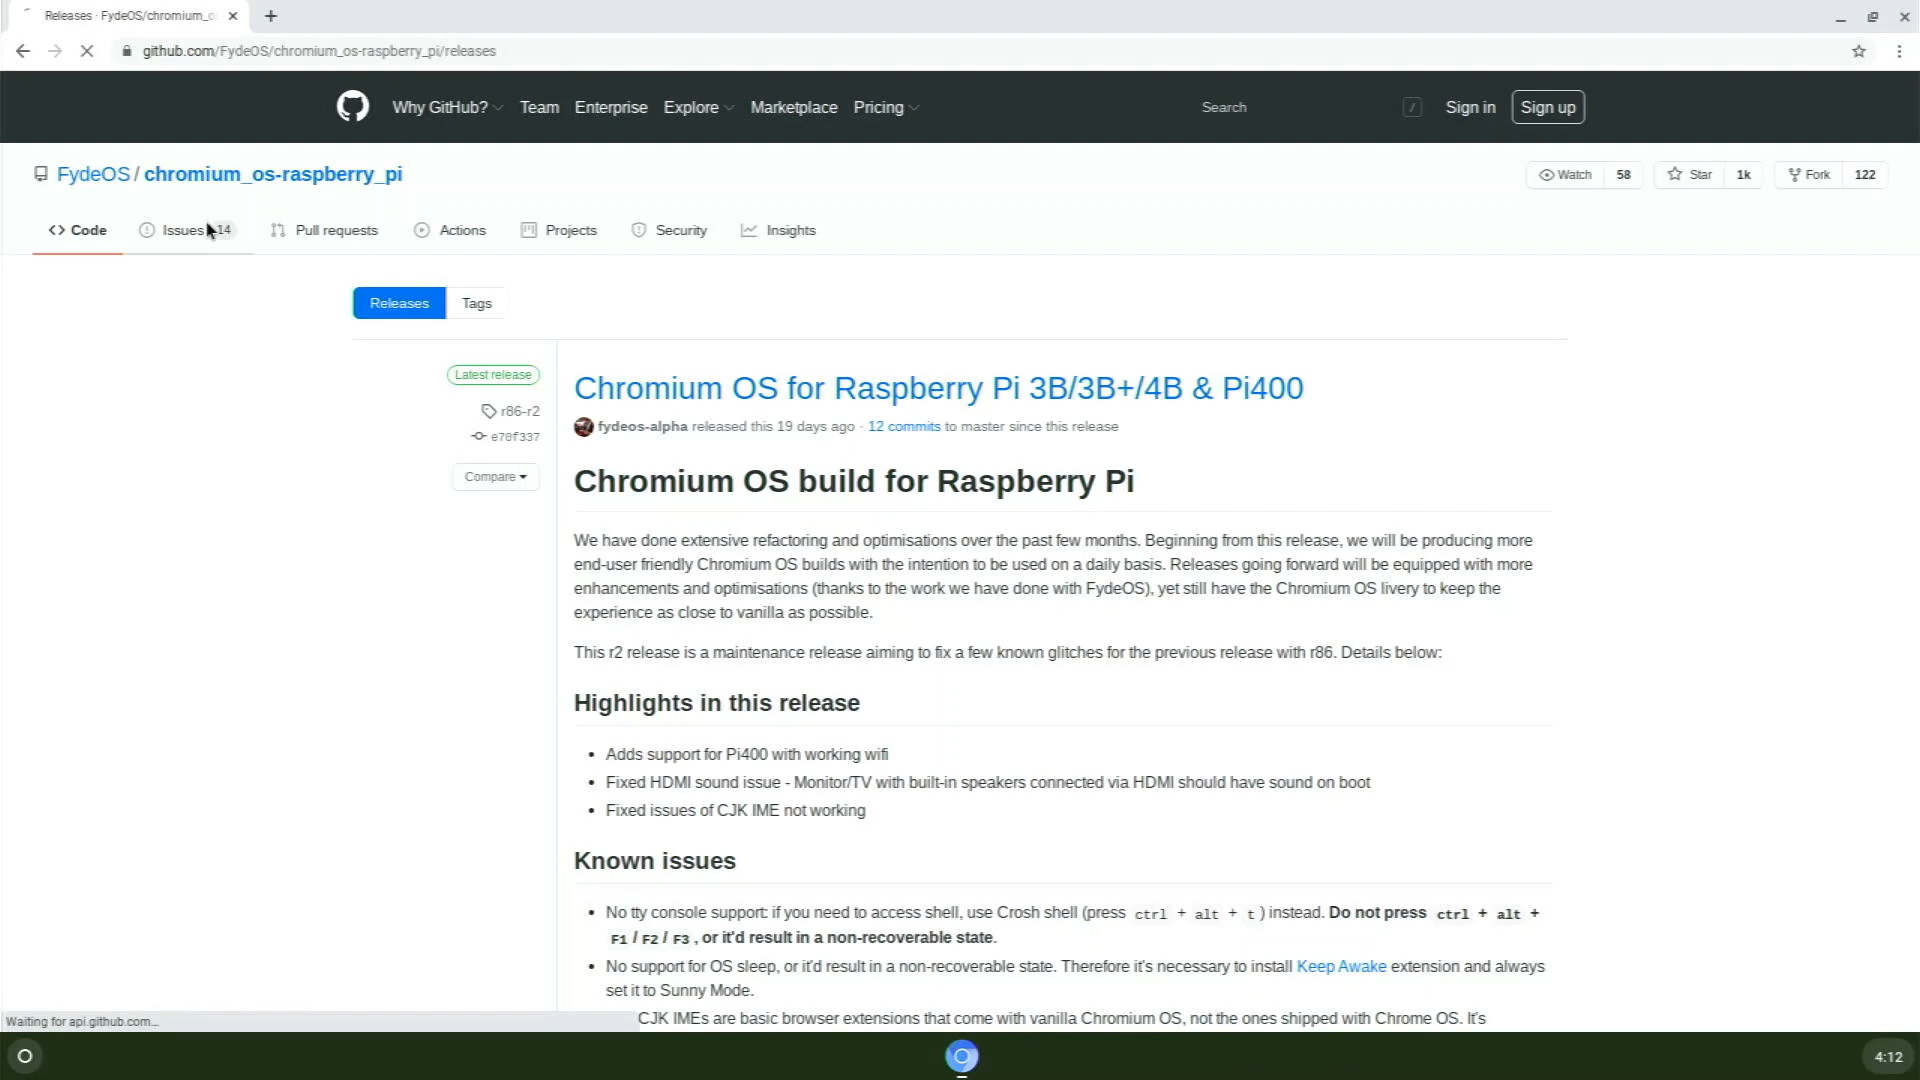 Releases · FydeOS/chromium_o
github.com/FydeOS/chromium_os-raspberry_pi/releases
Why GitHub? Team Enterprise Explore Marketplace Pricing Search / Sign in Sign up
FydeOS / chromium_os-raspberry_pi Watch 58 Star 1k Fork 122
Code Issues 14 Pull requests Actions Projects Security Insights
Releases Tags
Latest release
r86-r2
e70f337
Compare
Chromium OS for Raspberry Pi 3B/3B+/4B & Pi400
fydeos-alpha released this 19 days ago · 12 commits to master since this release
Chromium OS build for Raspberry Pi
We have done extensive refactoring and optimisations over the past few months. Beginning from this release, we will be producing more
end-user friendly Chromium OS builds with the intention to be used on a daily basis. Releases going forward will be equipped with more
enhancements and optimisations (thanks to the work we have done with FydeOS), yet still have the Chromium OS livery to keep the
experience as close to vanilla as possible.
This r2 release is a maintenance release aiming to fix a few known glitches for the previous release with r86. Details below:
Highlights in this release
• Adds support for Pi400 with working wifi
• Fixed HDMI sound issue - Monitor/TV with built-in speakers connected via HDMI should have sound on boot
• Fixed issues of CJK IME not working
Known issues
• No tty console support: if you need to access shell, use Crosh shell (press ctrl + alt + t ) instead. Do not press ctrl + alt +
F1 / F2 / F3 , or it'd result in a non-recoverable state.
• No support for OS sleep, or it'd result in a non-recoverable state. Therefore it's necessary to install Keep Awake extension and always
set it to Sunny Mode.
CJK IMEs are basic browser extensions that come with vanilla Chromium OS, not the ones shipped with Chrome OS. It's
Waiting for api.github.com...
4:12